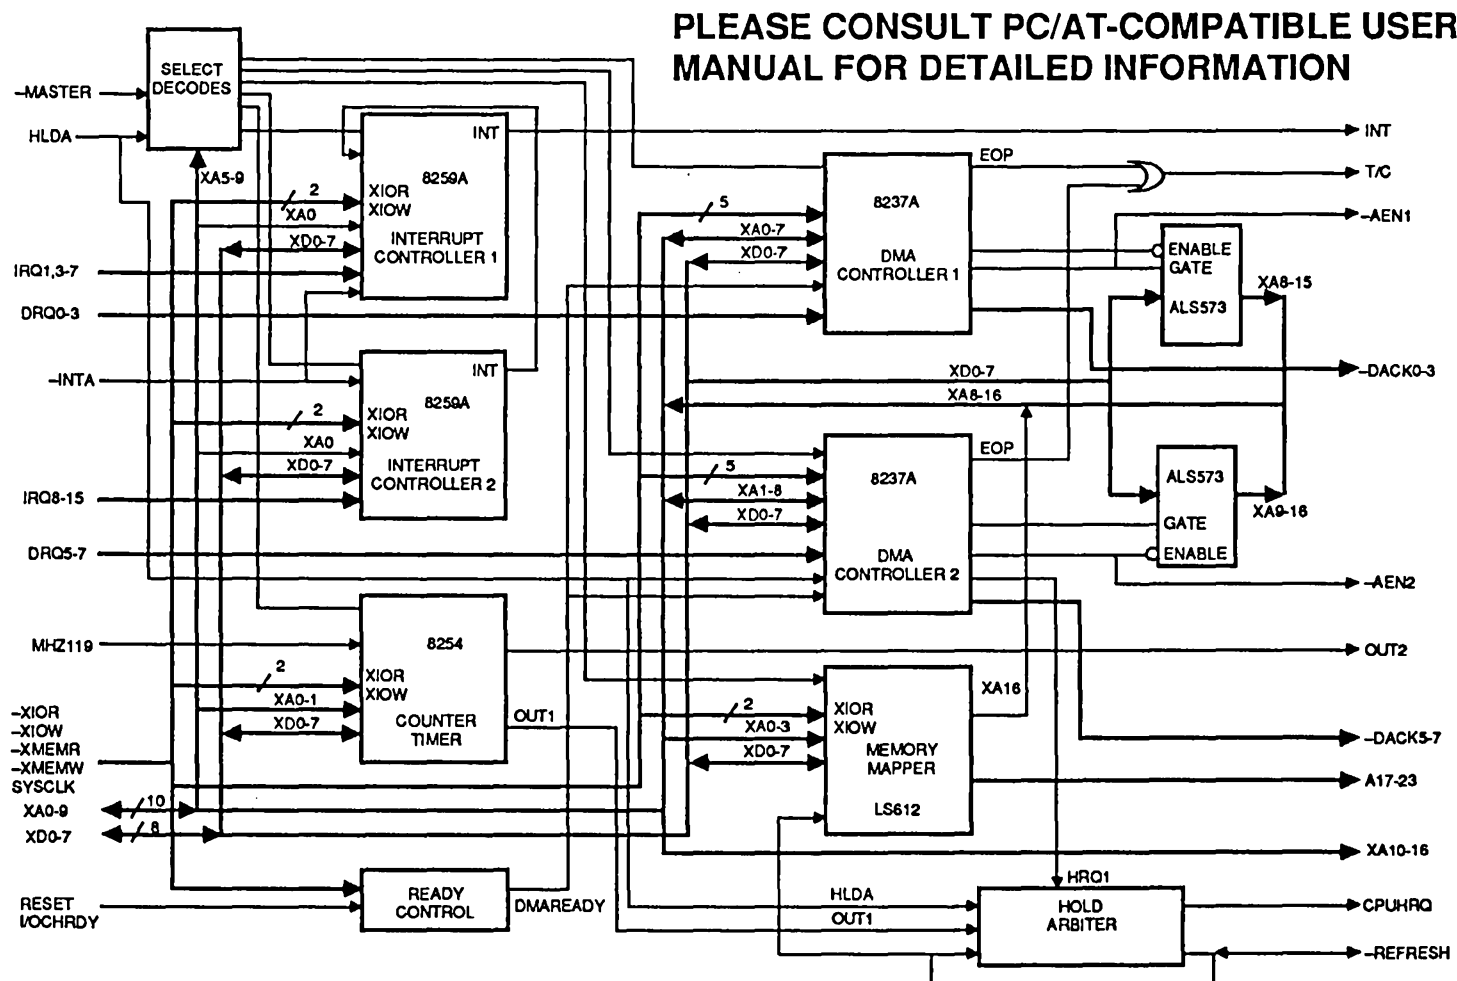 PLEASE CONSULT PC/AT-COMPATIBLE USER
MANUAL FOR DETAILED INFORMATION
SELECT
DECODES
–MASTER
HLDA
XA5-9
INT
8259A
2
XIOR
XIOW
XA0
XD0-7
INTERRUPT
CONTROLLER 1
IRQ1,3-7
DRQ0-3
–INTA
INT
8259A
2
XIOR
XIOW
XA0
XD0-7
INTERRUPT
CONTROLLER 2
IRQ8-15
DRQ5-7
MHZ119
8254
2
XIOR
XIOW
XA0-1
XD0-7
COUNTER
TIMER
OUT1
–XIOR
–XIOW
–XMEMR
–XMEMW
SYSCLK
XA0-9
10
XD0-7
8
RESET
I/OCHRDY
READY
CONTROL
DMAREADY
5
XA0-7
XD0-7
8237A
DMA
CONTROLLER 1
EOP
INT
T/C
–AEN1
ENABLE
GATE
ALS573
XA8-15
XD0-7
–DACK0-3
XA8-16
5
XA1-8
XD0-7
8237A
DMA
CONTROLLER 2
EOP
ALS573
GATE
ENABLE
XA9-16
–AEN2
OUT2
XA16
2
XIOR
XIOW
XA0-3
XD0-7
MEMORY
MAPPER
LS612
–DACK5-7
A17-23
XA10-16
HRQ1
HLDA
OUT1
HOLD
ARBITER
CPUHRQ
–REFRESH